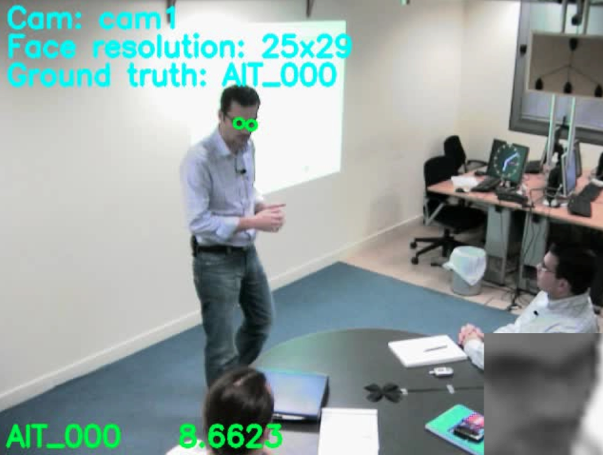 Cam: cam1
Face resolution: 25x29
Ground truth: AIT_000
AIT_000 8.6623